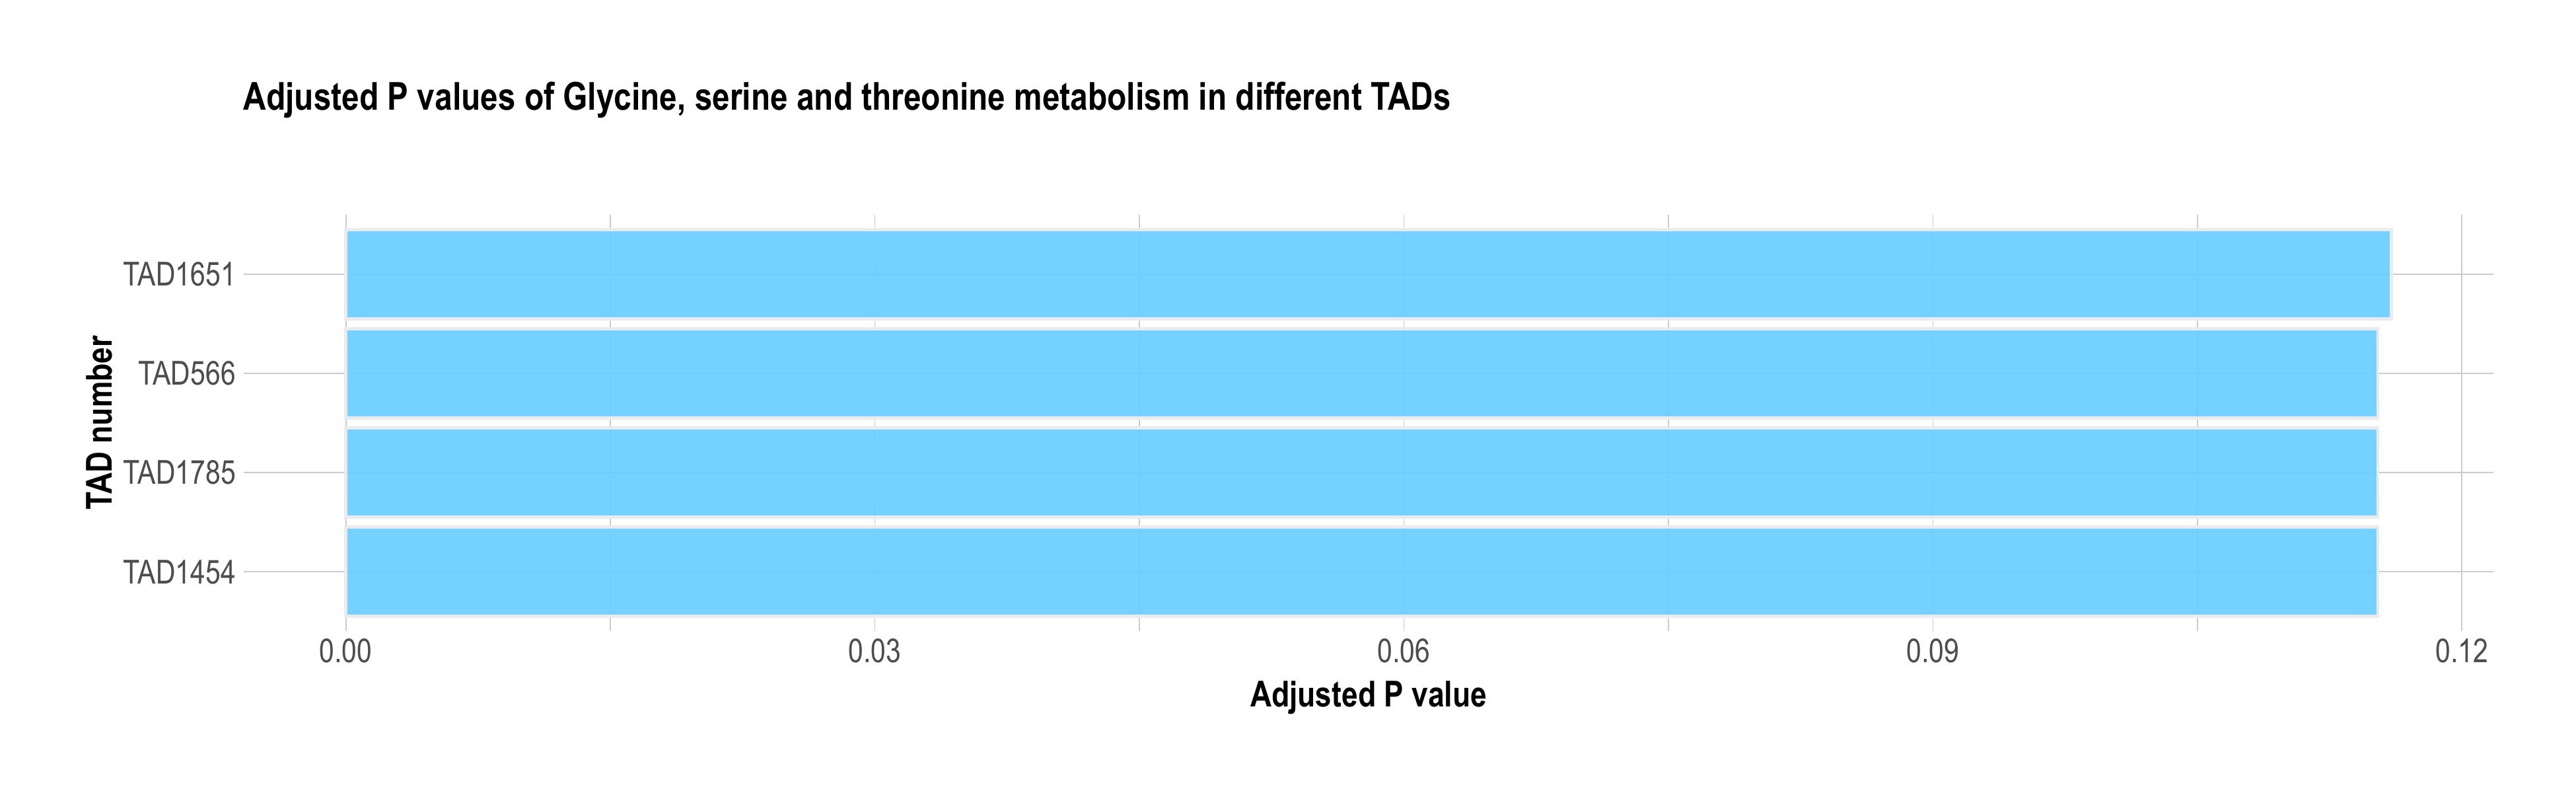 Adjusted P values of Glycine, serine and threonine metabolism in different TADs
TAD number
TAD1651
TAD566
TAD1785
TAD1454
0.00 0.03 0.06 0.09 0.12
Adjusted P value